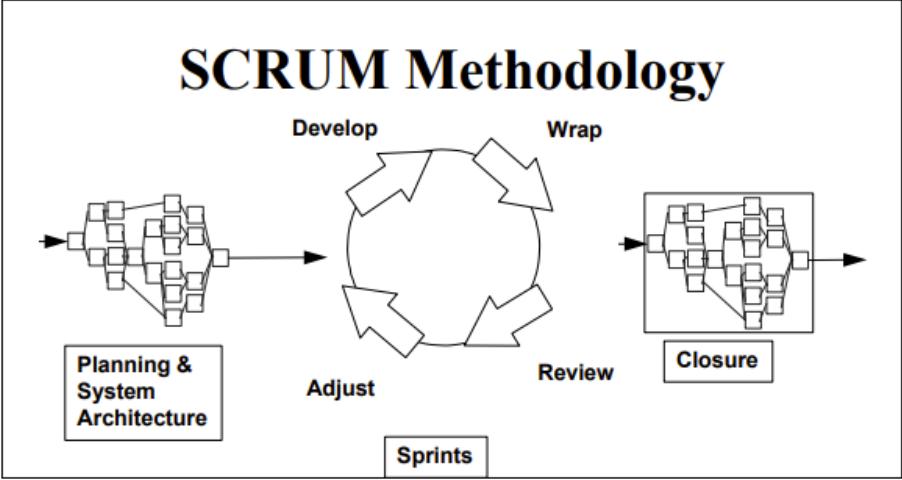 SCRUM Methodology
Develop
Wrap
Planning &
System
Architecture
Adjust
Review
Closure
Sprints